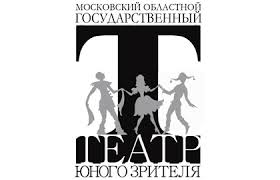 МОСКОВСКИЙ ОБЛАСТНОЙ
ГОСУДАРСТВЕННЫЙ
Т
ТЕАТР
ЮНОГО ЗРИТЕЛЯ